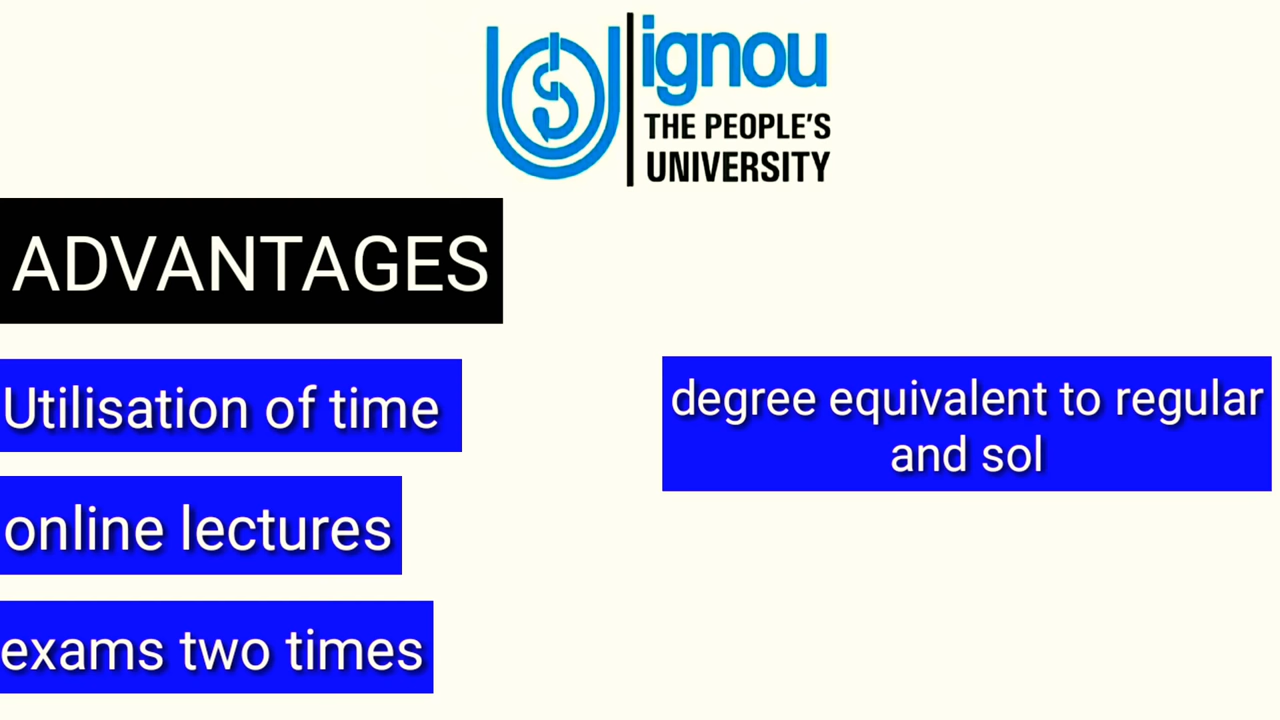 ignou
THE PEOPLE'S
UNIVERSITY
ADVANTAGES
Utilisation of time
online lectures
exams two times
degree equivalent to regular
and sol